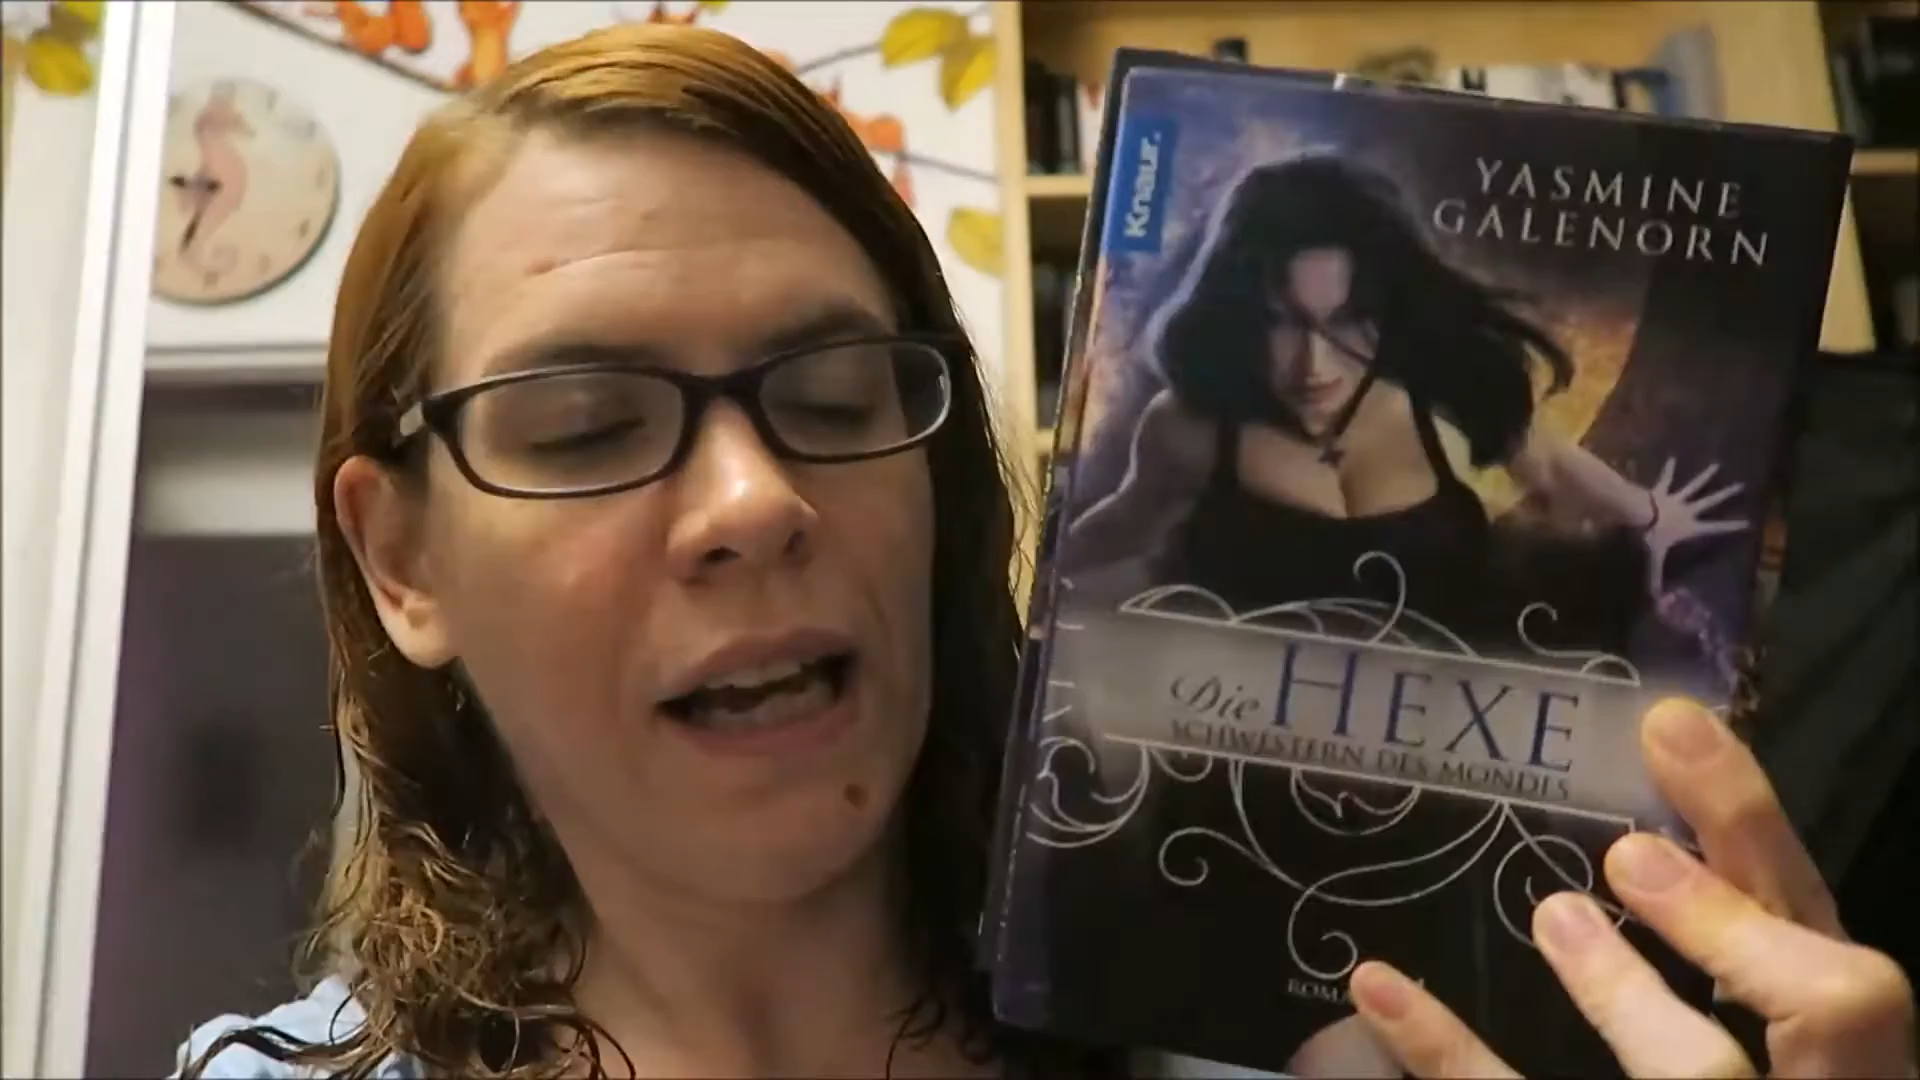 Knaur.
YASMINE
GALENORN
Die HEXE
SCHWESTERN DES MONDES